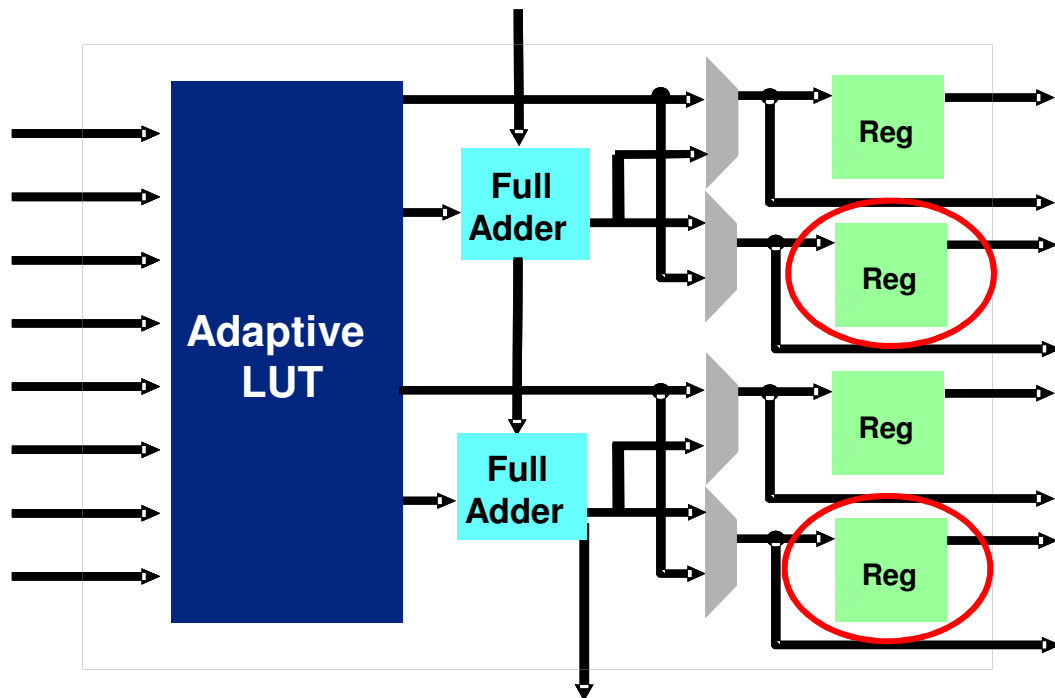 Reg
Full
Adder
Reg
Adaptive
LUT
Reg
Full
Adder
Reg